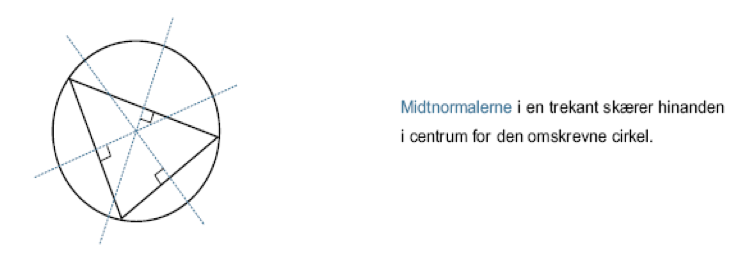 Midtnormalerne i en trekant skærer hinanden
i centrum for den omskrevne cirkel.